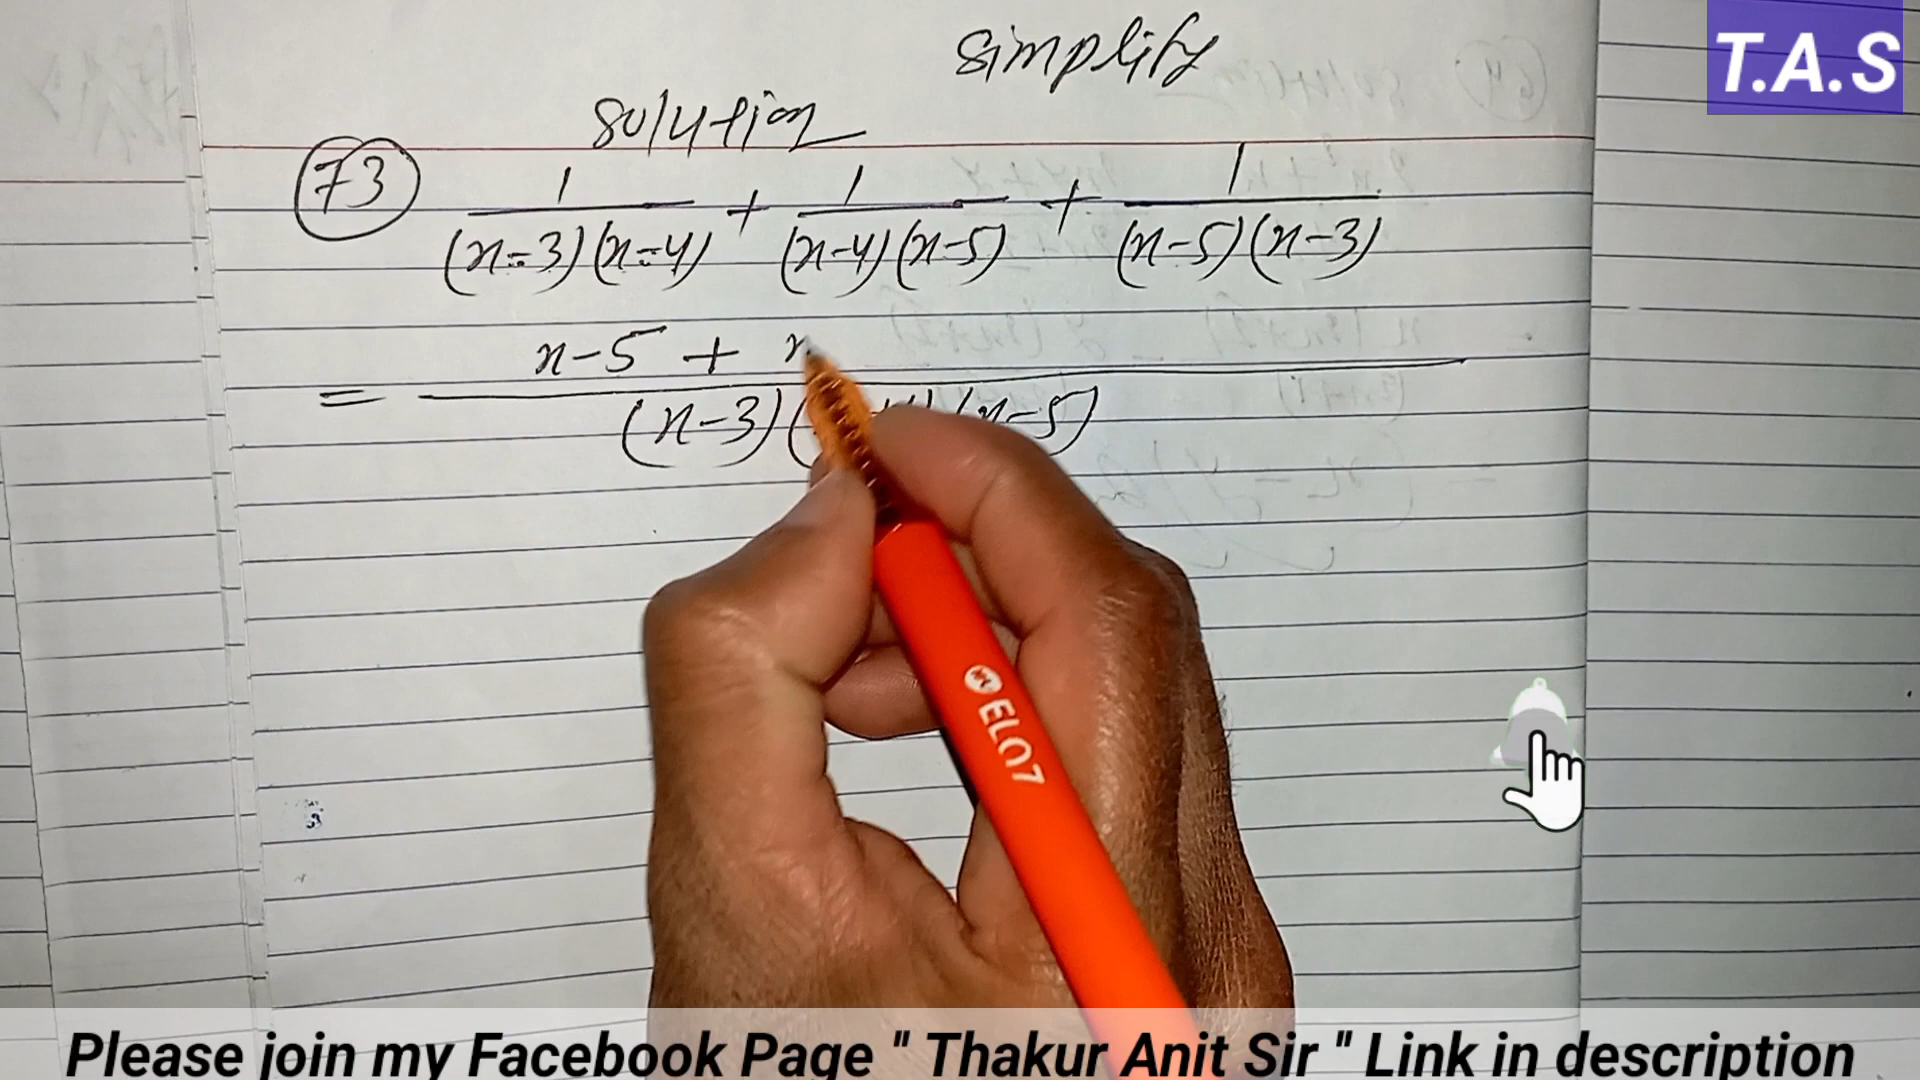 simplify
T.A.S
solution
73 1/(x-3)(x-4) + 1/(x-4)(x-5) + 1/(x-5)(x-3)
= x-5 + x
(x-3)( (x-5)
ELO7
Please join my Facebook Page " Thakur Anit Sir " Link in description